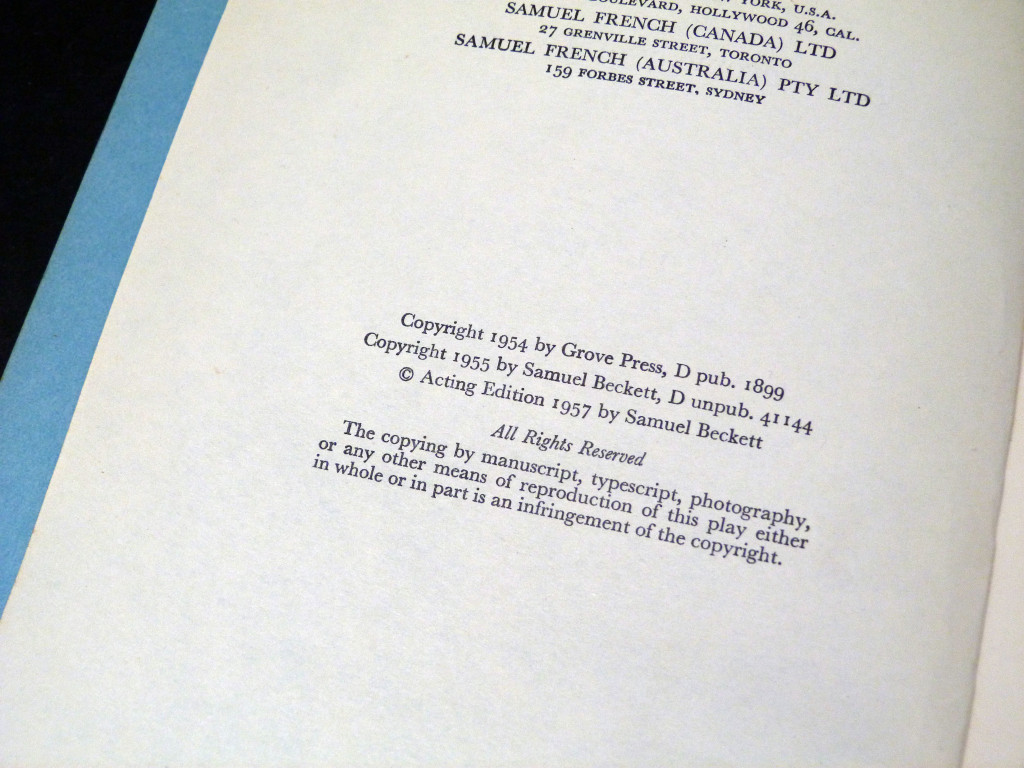 YORK, U.S.A.
BOULEVARD, HOLLYWOOD 46, CAL.
SAMUEL FRENCH (CANADA) LTD
27 GRENVILLE STREET, TORONTO
SAMUEL FRENCH (AUSTRALIA) PTY LTD
159 FORBES STREET, SYDNEY
Copyright 1954 by Grove Press, D pub. 1899
Copyright 1955 by Samuel Beckett, D unpub. 41144
© Acting Edition 1957 by Samuel Beckett
All Rights Reserved
The copying by manuscript, typescript, photography,
or any other means of reproduction of this play either
in whole or in part is an infringement of the copyright.